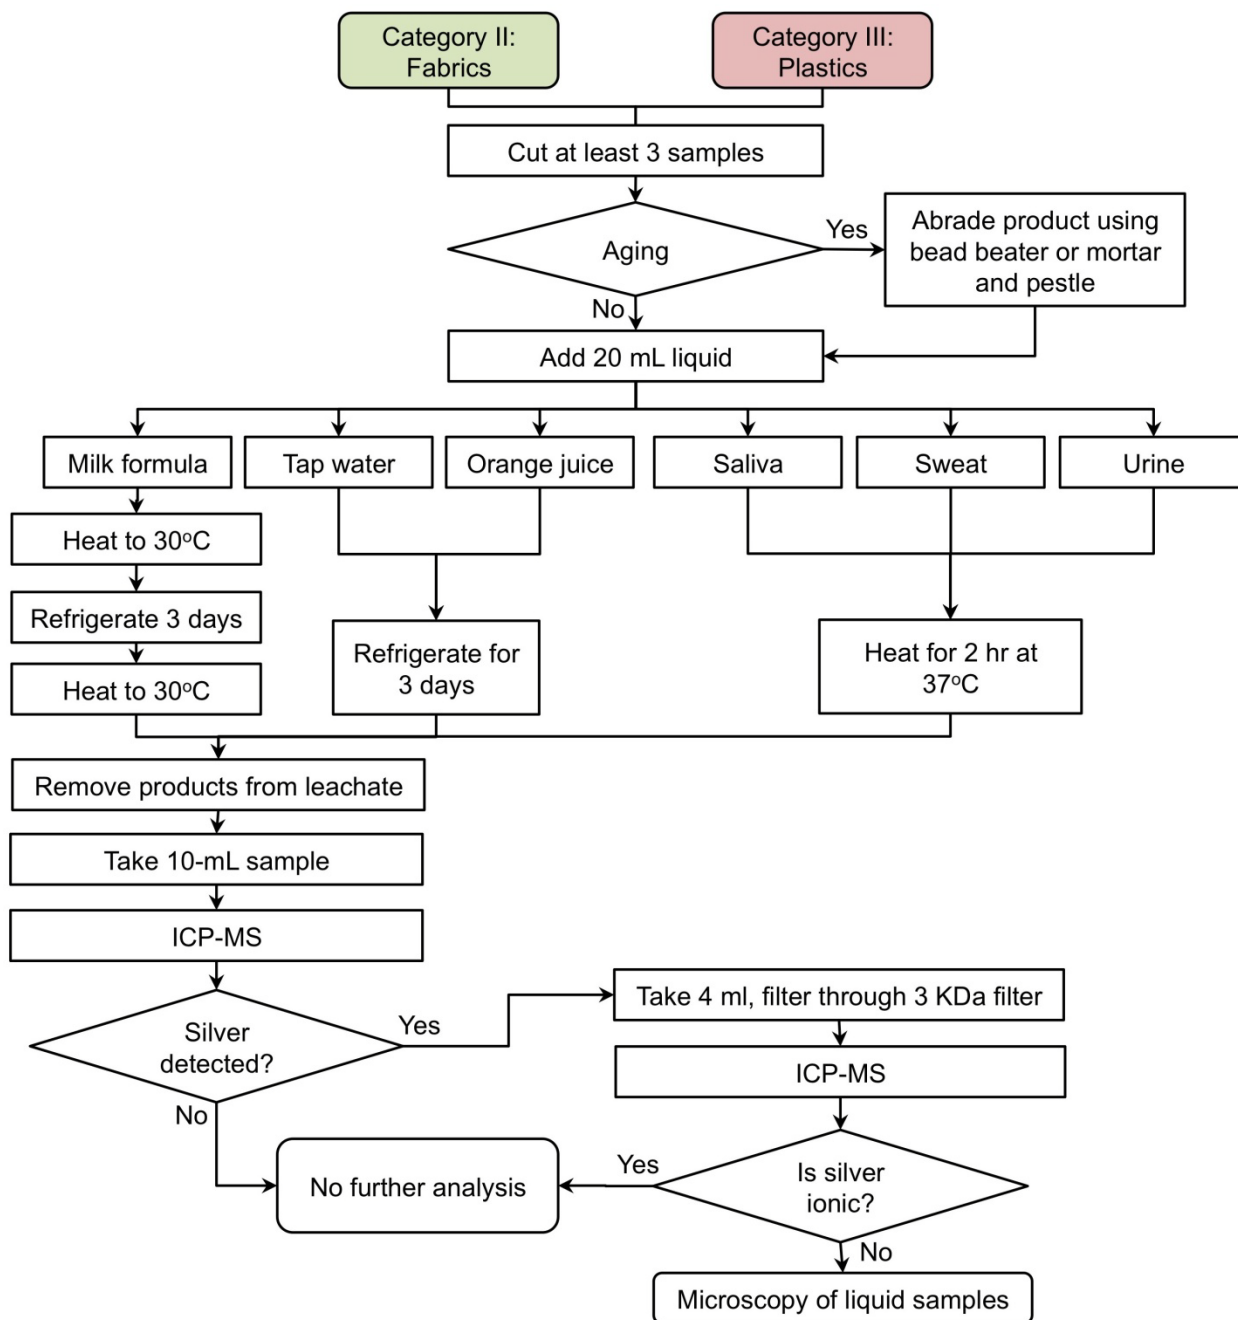 Category II:
Fabrics
Category III:
Plastics
Cut at least 3 samples
Aging
Yes
Abrade product using
bead beater or mortar
and pestle
No
Add 20 mL liquid
Milk formula
Tap water
Orange juice
Saliva
Sweat
Urine
Heat to 30°C
Refrigerate 3 days
Heat to 30°C
Refrigerate for
3 days
Heat for 2 hr at
37°C
Remove products from leachate
Take 10-mL sample
ICP-MS
Silver
detected?
Yes
No
Take 4 ml, filter through 3 KDa filter
ICP-MS
Is silver
ionic?
Yes
No further analysis
No
Microscopy of liquid samples